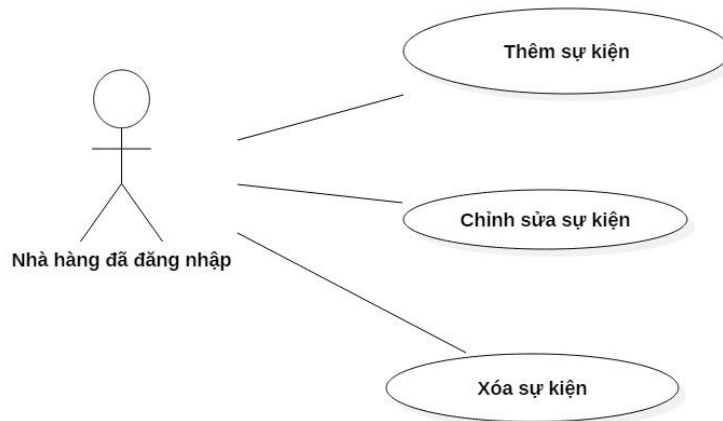 Thêm sự kiện
Chỉnh sửa sự kiện
Nhà hàng đã đăng nhập
Xóa sự kiện